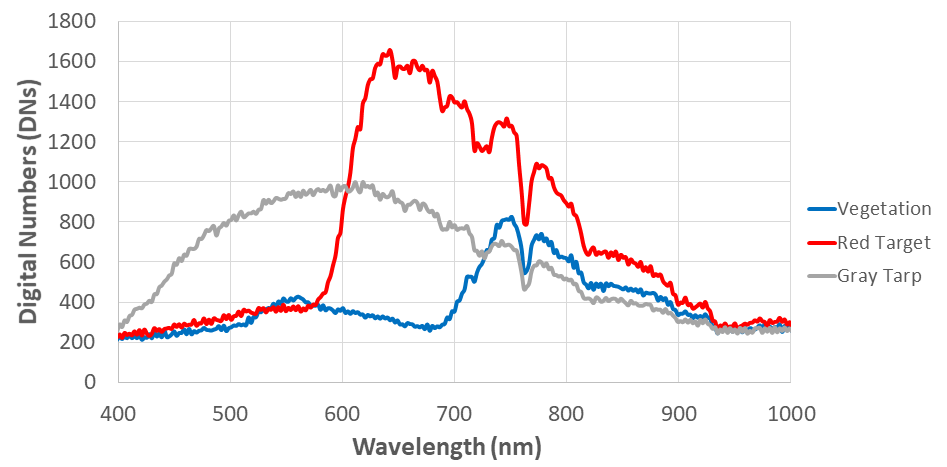 1800
1600
1400
1200
1000
800
600
400
200
0
Digital Numbers (DNs)
400 500 600 700 800 900 1000
Wavelength (nm)
Vegetation
Red Target
Gray Tarp